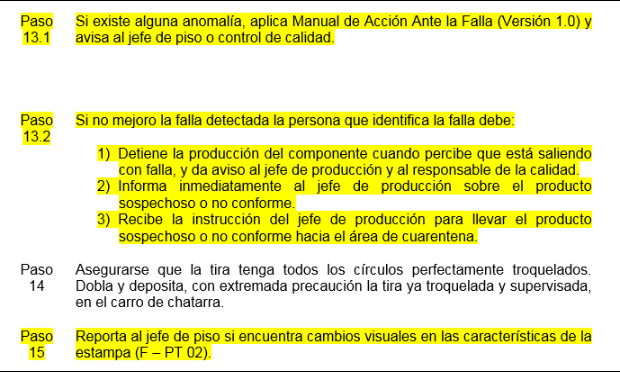 Paso Si existe alguna anomalía, aplica Manual de Acción Ante la Falla (Versión 1.0) y
13.1 avisa al jefe de piso o control de calidad.
Paso Si no mejoro la falla detectada la persona que identifica la falla debe:
13.2
1) Detiene la producción del componente cuando percibe que está saliendo
con falla, y da aviso al jefe de producción y al responsable de la calidad.
2) Informa inmediatamente al jefe de producción sobre el producto
sospechoso o no conforme.
3) Recibe la instrucción del jefe de producción para llevar el producto
sospechoso o no conforme hacia el área de cuarentena.
Paso Asegurarse que la tira tenga todos los círculos perfectamente troquelados.
14 Dobla y deposita, con extremada precaución la tira ya troquelada y supervisada,
en el carro de chatarra.
Paso Reporta al jefe de piso si encuentra cambios visuales en las características de la
15 estampa (F – PT 02).